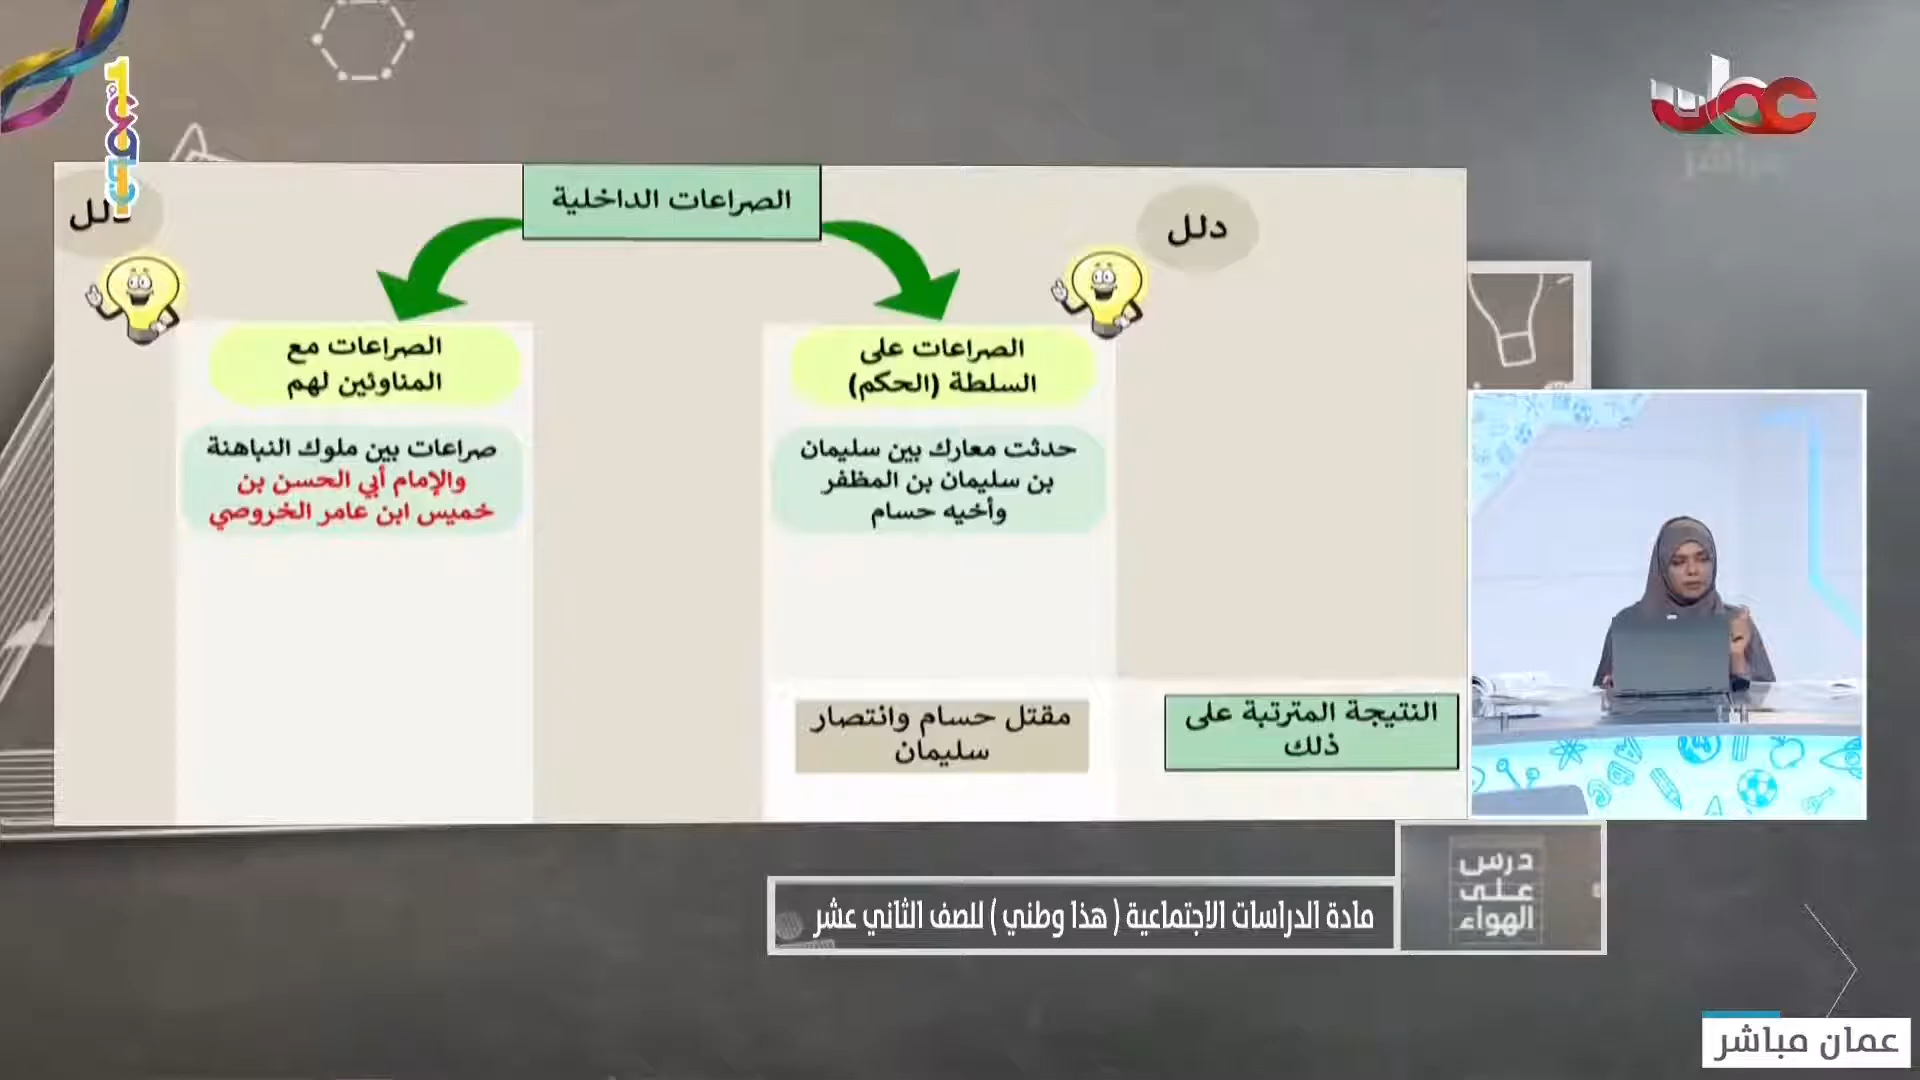 عمان
مباشر
الصراعات الداخلية
دلل
دلل
الصراعات على
السلطة (الحكم)
الصراعات مع
المناوئين لهم
حدثت معارك بين سليمان
بن سليمان بن المظفر
وأخيه حسام
صراعات بين ملوك النباهنة
والإمام أبي الحسن بن
خميس ابن عامر الخروصي
النتيجة المترتبة على
ذلك
مقتل حسام وانتصار
سليمان
درس
على
الهواء
مادة الدراسات الاجتماعية ( هذا وطني ) للصف الثاني عشر
عمان مباشر